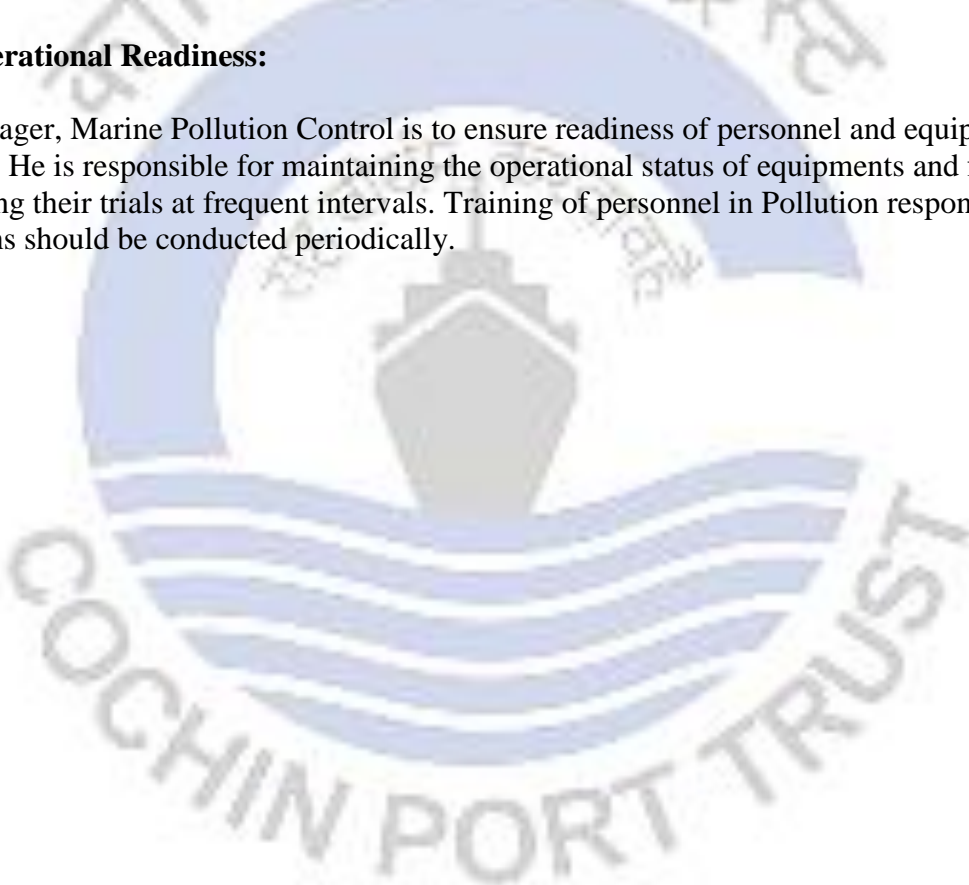 erational Readiness:
ager, Marine Pollution Control is to ensure readiness of personnel and equip
He is responsible for maintaining the operational status of equipments and
ng their trials at frequent intervals. Training of personnel in Pollution respon
ns should be conducted periodically.
COCHIN PORT TRUST